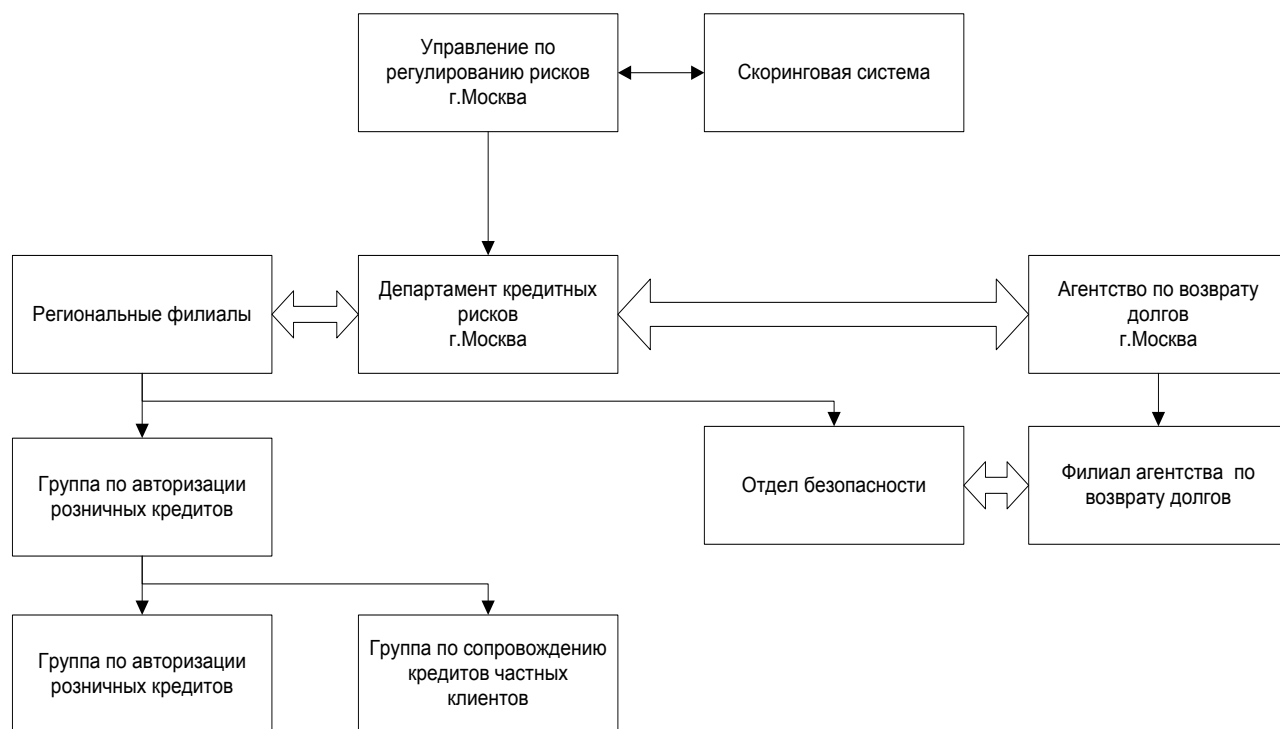 Управление по
регулированию рисков
г.Москва
Скоринговая система
Региональные филиалы
Департамент кредитных
рисков
г.Москва
Агентство по возврату
долгов
г.Москва
Группа по авторизации
розничных кредитов
Отдел безопасности
Филиал агентства по
возврату долгов
Группа по авторизации
розничных кредитов
Группа по сопровождению
кредитов частных
клиентов